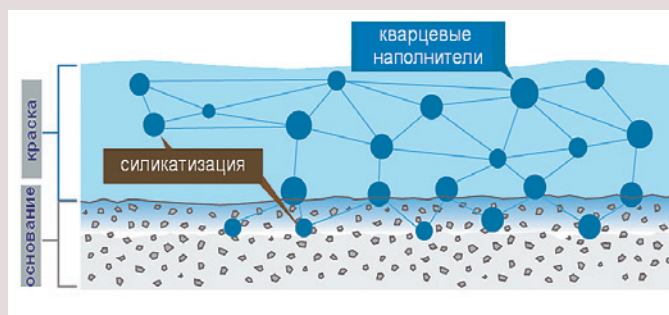 кварцевые
наполнители
краска
силикатизация
основание